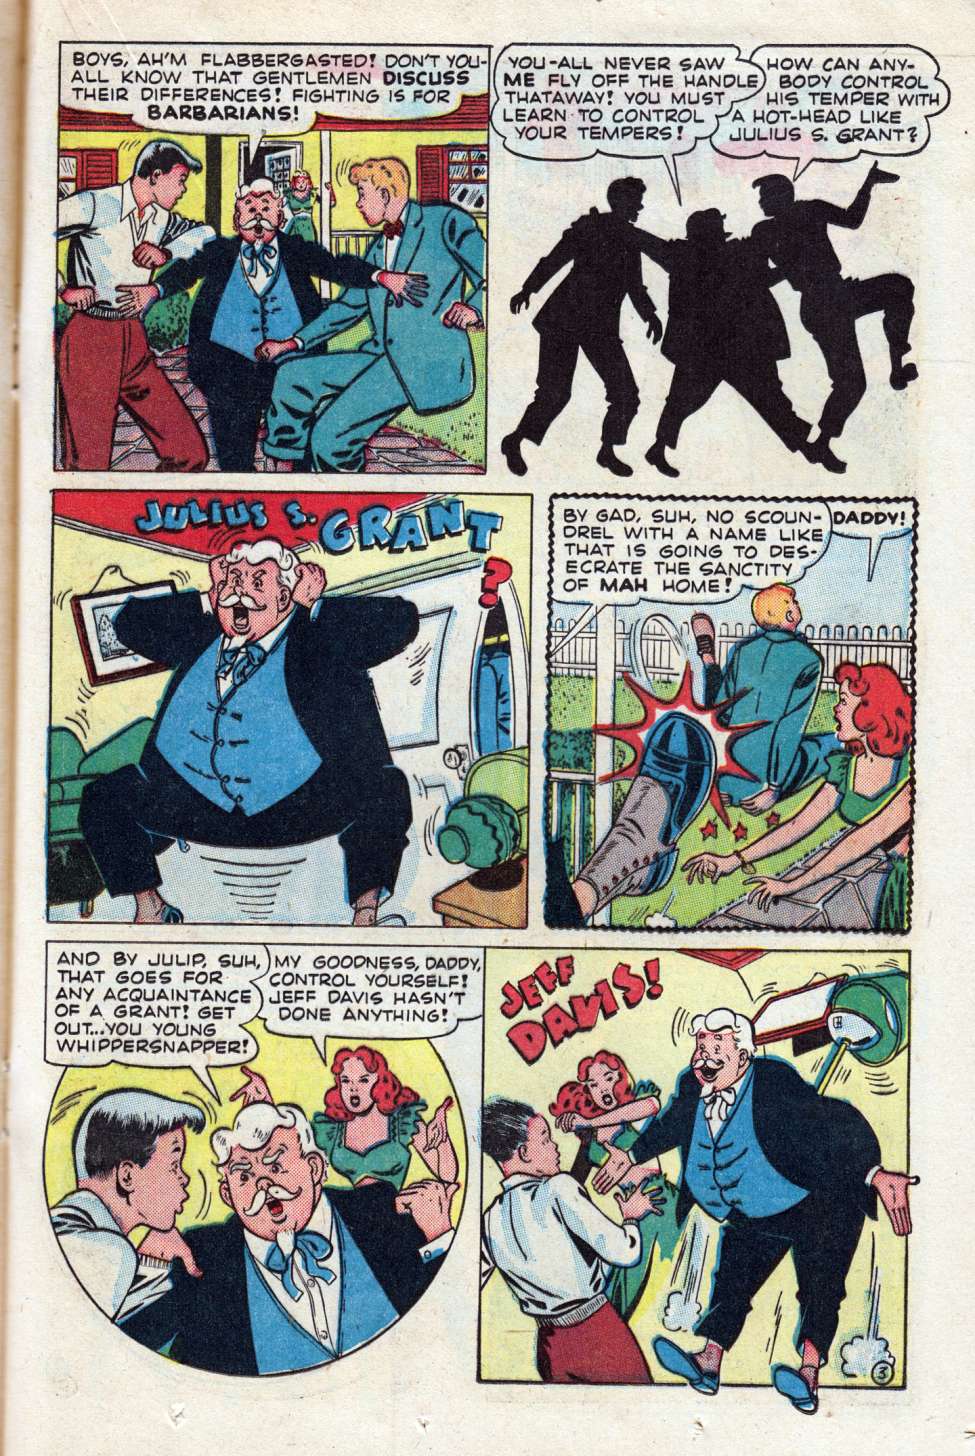 BOYS, AH'M FLABBERGASTED! DON'T YOU-
ALL KNOW THAT GENTLEMEN DISCUSS
THEIR DIFFERENCES! FIGHTING IS FOR
BARBARIANS!
YOU-ALL NEVER SAW
ME FLY OFF THE HANDLE
THATAWAY! YOU MUST
LEARN TO CONTROL
YOUR TEMPERS!
HOW CAN ANY-
BODY CONTROL
HIS TEMPER WITH
A HOT-HEAD LIKE
JULIUS S. GRANT?
JULIUS S.
GRANT
?
BY GAD, SUH, NO SCOUN-
DREL WITH A NAME LIKE
THAT IS GOING TO DES-
ECRATE THE SANCTITY
OF MAH HOME!
DADDY!
AND BY JULIP, SUH,
THAT GOES FOR
ANY ACQUAINTANCE
OF A GRANT! GET
OUT...YOU YOUNG
WHIPPERSNAPPER!
MY GOODNESS, DADDY,
CONTROL YOURSELF!
JEFF DAVIS HASN'T
DONE ANYTHING!
JEFF
DAVIS!
3